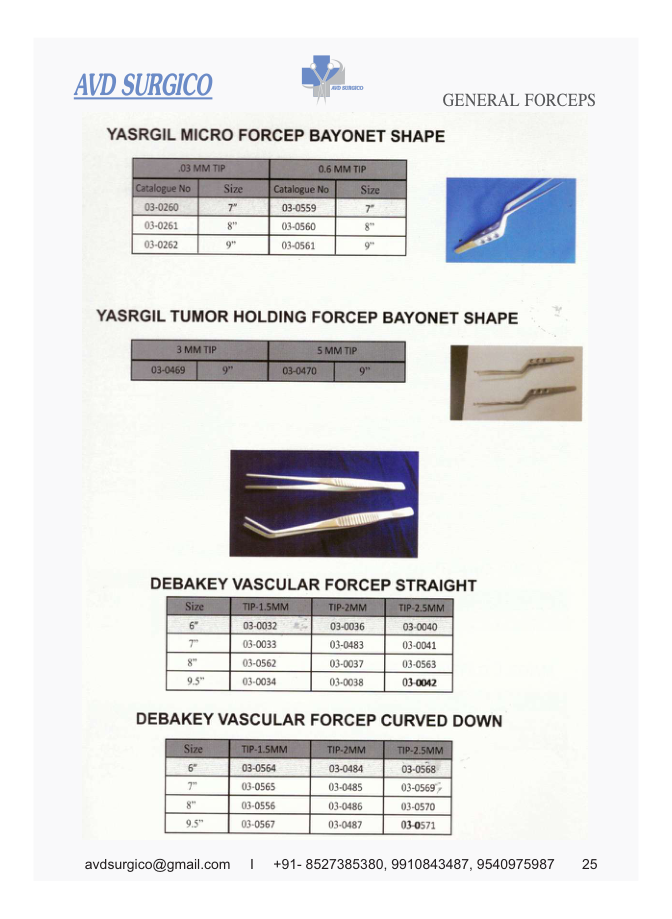 AVD SURGICO
AVD SURGICO
GENERAL FORCEPS
YASRGIL MICRO FORCEP BAYONET SHAPE
.03 MM TIP 0.6 MM TIP
Catalogue No Size Catalogue No Size
03-0260 7" 03-0559 7"
03-0261 8" 03-0560 8"
03-0262 9" 03-0561 9"
YASRGIL TUMOR HOLDING FORCEP BAYONET SHAPE
3 MM TIP 5 MM TIP
03-0469 9" 03-0470 9"
DEBAKEY VASCULAR FORCEP STRAIGHT
Size TIP-1.5MM TIP-2MM TIP-2.5MM
6" 03-0032 03-0036 03-0040
7" 03-0033 03-0483 03-0041
8" 03-0562 03-0037 03-0563
9.5" 03-0034 03-0038 03-0042
DEBAKEY VASCULAR FORCEP CURVED DOWN
Size TIP-1.5MM TIP-2MM TIP-2.5MM
6" 03-0564 03-0484 03-0568
7" 03-0565 03-0485 03-0569
8" 03-0556 03-0486 03-0570
9.5" 03-0567 03-0487 03-0571
avdsurgico@gmail.com I +91- 8527385380, 9910843487, 9540975987 25